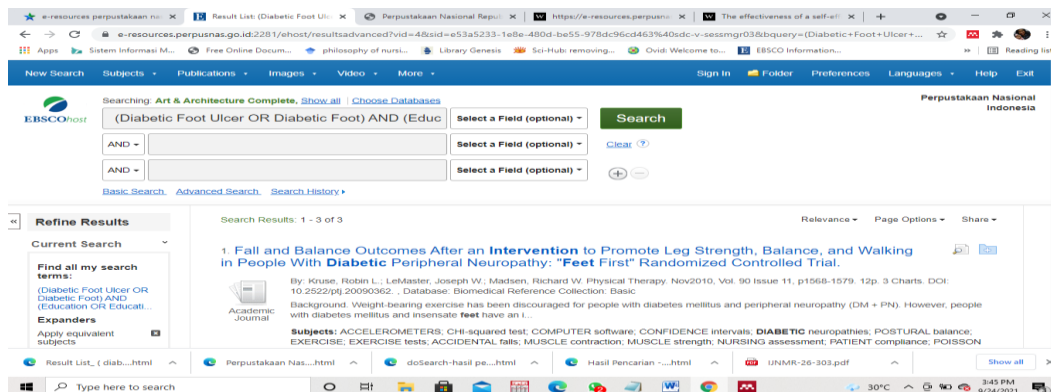 e-resources perpustakaan na
Result List: (Diabetic Foot Ulc
Perpustakaan Nasional Repub
https://e-resources.perpusna
The effectiveness of a self-eff
e-resources.perpusnas.go.id:2281/ehost/resultsadvanced?vid=4&sid=e53a5233-1e8e-480d-be55-978dc96cd463%40sdc-v-sessmgr03&bquery=(Diabetic+Foot+Ulcer+...
Apps
Sistem Informasi M...
Free Online Docum...
philosophy of nursi...
Library Genesis
Sci-Hub: removing...
Ovid: Welcome to...
EBSCO Information...
Reading list
New Search Subjects Publications Images Video More Sign In Folder Preferences Languages Help Exit
EBSCOhost
Searching: Art & Architecture Complete, Show all | Choose Databases
Perpustakaan Nasional
Indonesia
(Diabetic Foot Ulcer OR Diabetic Foot) AND (Educ Select a Field (optional) Search
AND Select a Field (optional) Clear ?
AND Select a Field (optional)
Basic Search Advanced Search Search History
Refine Results
Search Results: 1 - 3 of 3
Relevance Page Options Share
Current Search
Find all my search
terms:
(Diabetic Foot Ulcer OR
Diabetic Foot) AND
(Education OR Educati...
Expanders
Apply equivalent
subjects
1. Fall and Balance Outcomes After an Intervention to Promote Leg Strength, Balance, and Walking
in People With Diabetic Peripheral Neuropathy: "Feet First" Randomized Controlled Trial.
Academic
Journal
By: Kruse, Robin L.; LeMaster, Joseph W.; Madsen, Richard W. Physical Therapy. Nov2010, Vol. 90 Issue 11, p1568-1579. 12p. 3 Charts. DOI:
10.2522/ptj.20090362. , Database: Biomedical Reference Collection: Basic
Background. Weight-bearing exercise has been discouraged for people with diabetes mellitus and peripheral neuropathy (DM + PN). However, people
with diabetes mellitus and insensate feet have an i...
Subjects: ACCELEROMETERS; CHI-squared test; COMPUTER software; CONFIDENCE intervals; DIABETIC neuropathies; POSTURAL balance;
EXERCISE; EXERCISE tests; ACCIDENTAL falls; MUSCLE contraction; MUSCLE strength; NURSING assessment; PATIENT compliance; POISSON
Result List_ ( diab....html
Perpustakaan Nas....html
doSearch-hasil pe....html
Hasil Pencarian -....html
IJNMR-26-303.pdf
Show all
Type here to search
30°C
3:45 PM
9/24/2021